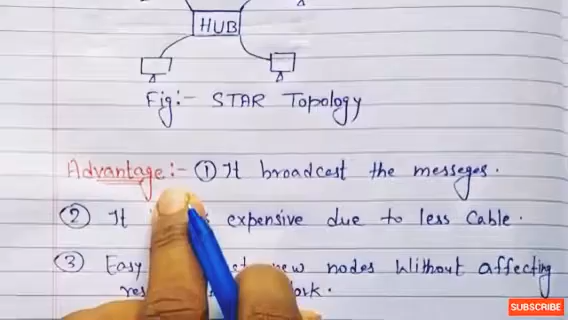 HUB
Fig:- STAR Topology
Advantage:- ① It broadcast the messeges.
② It expensive due to less Cable.
③ Easy new nodes Without affecting
SUBSCRIBE